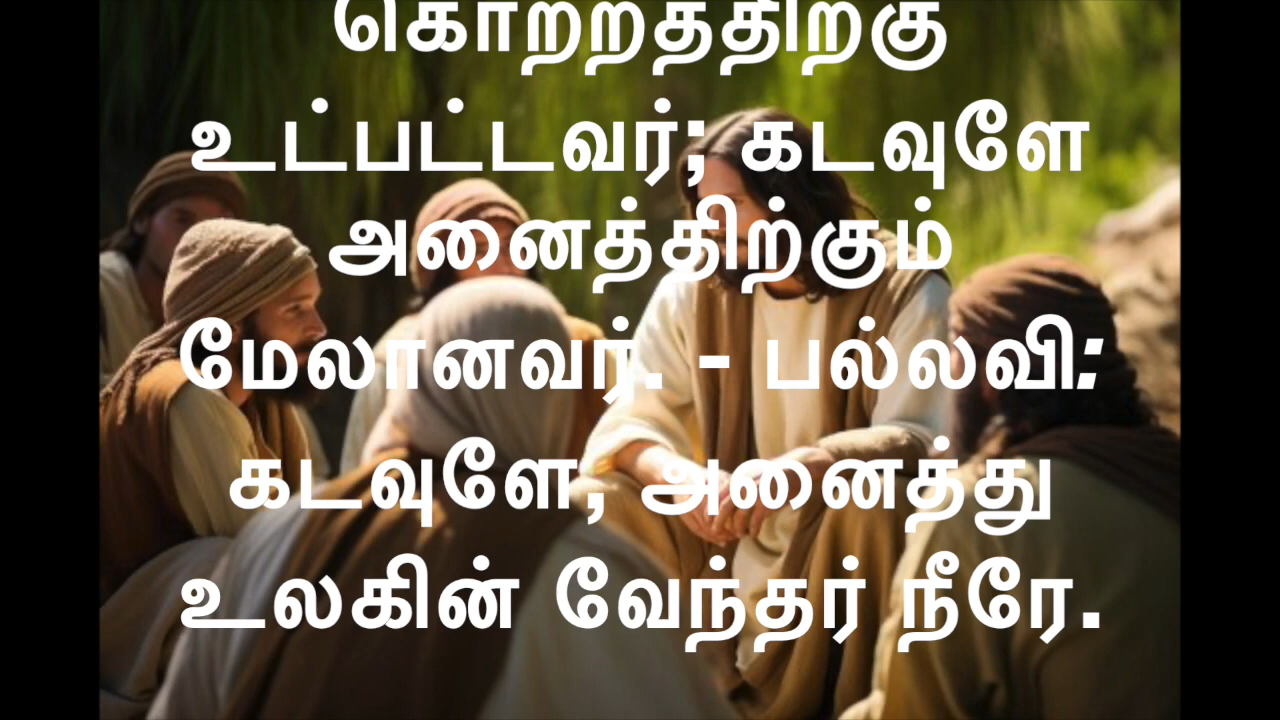 கொற்றத்திற்கு
உட்பட்டவர்; கடவுளே
அனைத்திற்கும்
மேலானவர். - பல்லவி:
கடவுளே, அனைத்து
உலகின் வேந்தர் நீரே.